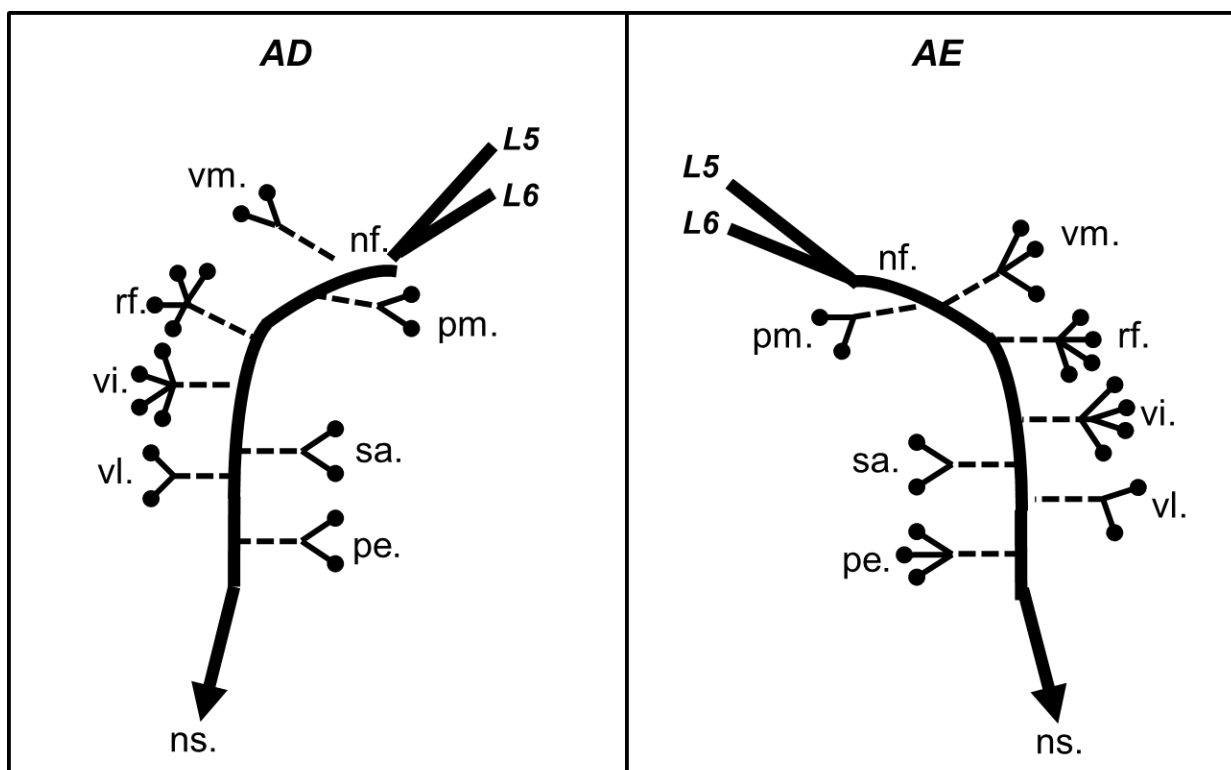 AD
L5
vm.
L6
nf.
rf.
pm.
vi.
sa.
vl.
pe.
ns.
AE
L5
L6
vm.
nf.
pm.
rf.
vi.
sa.
vl.
pe.
ns.